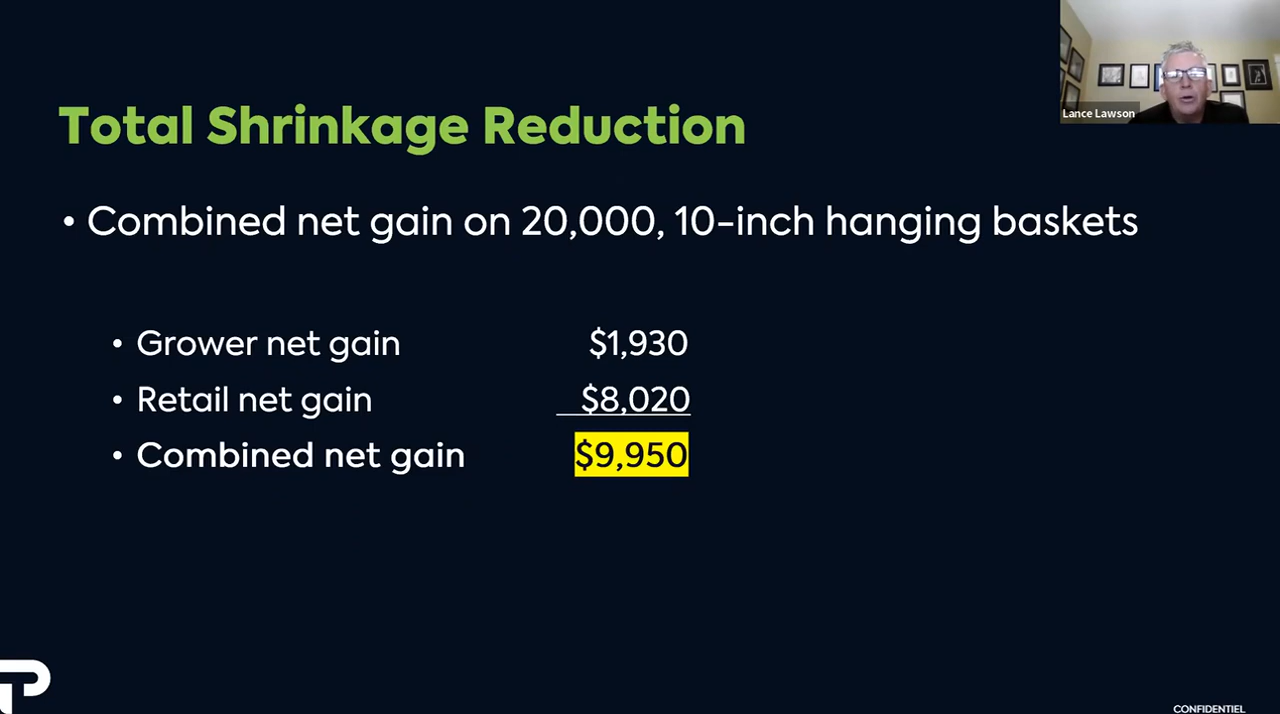 Lance Lawson
Total Shrinkage Reduction
• Combined net gain on 20,000, 10-inch hanging baskets
• Grower net gain $1,930
• Retail net gain $8,020
• Combined net gain $9,950
CONFIDENTIEL